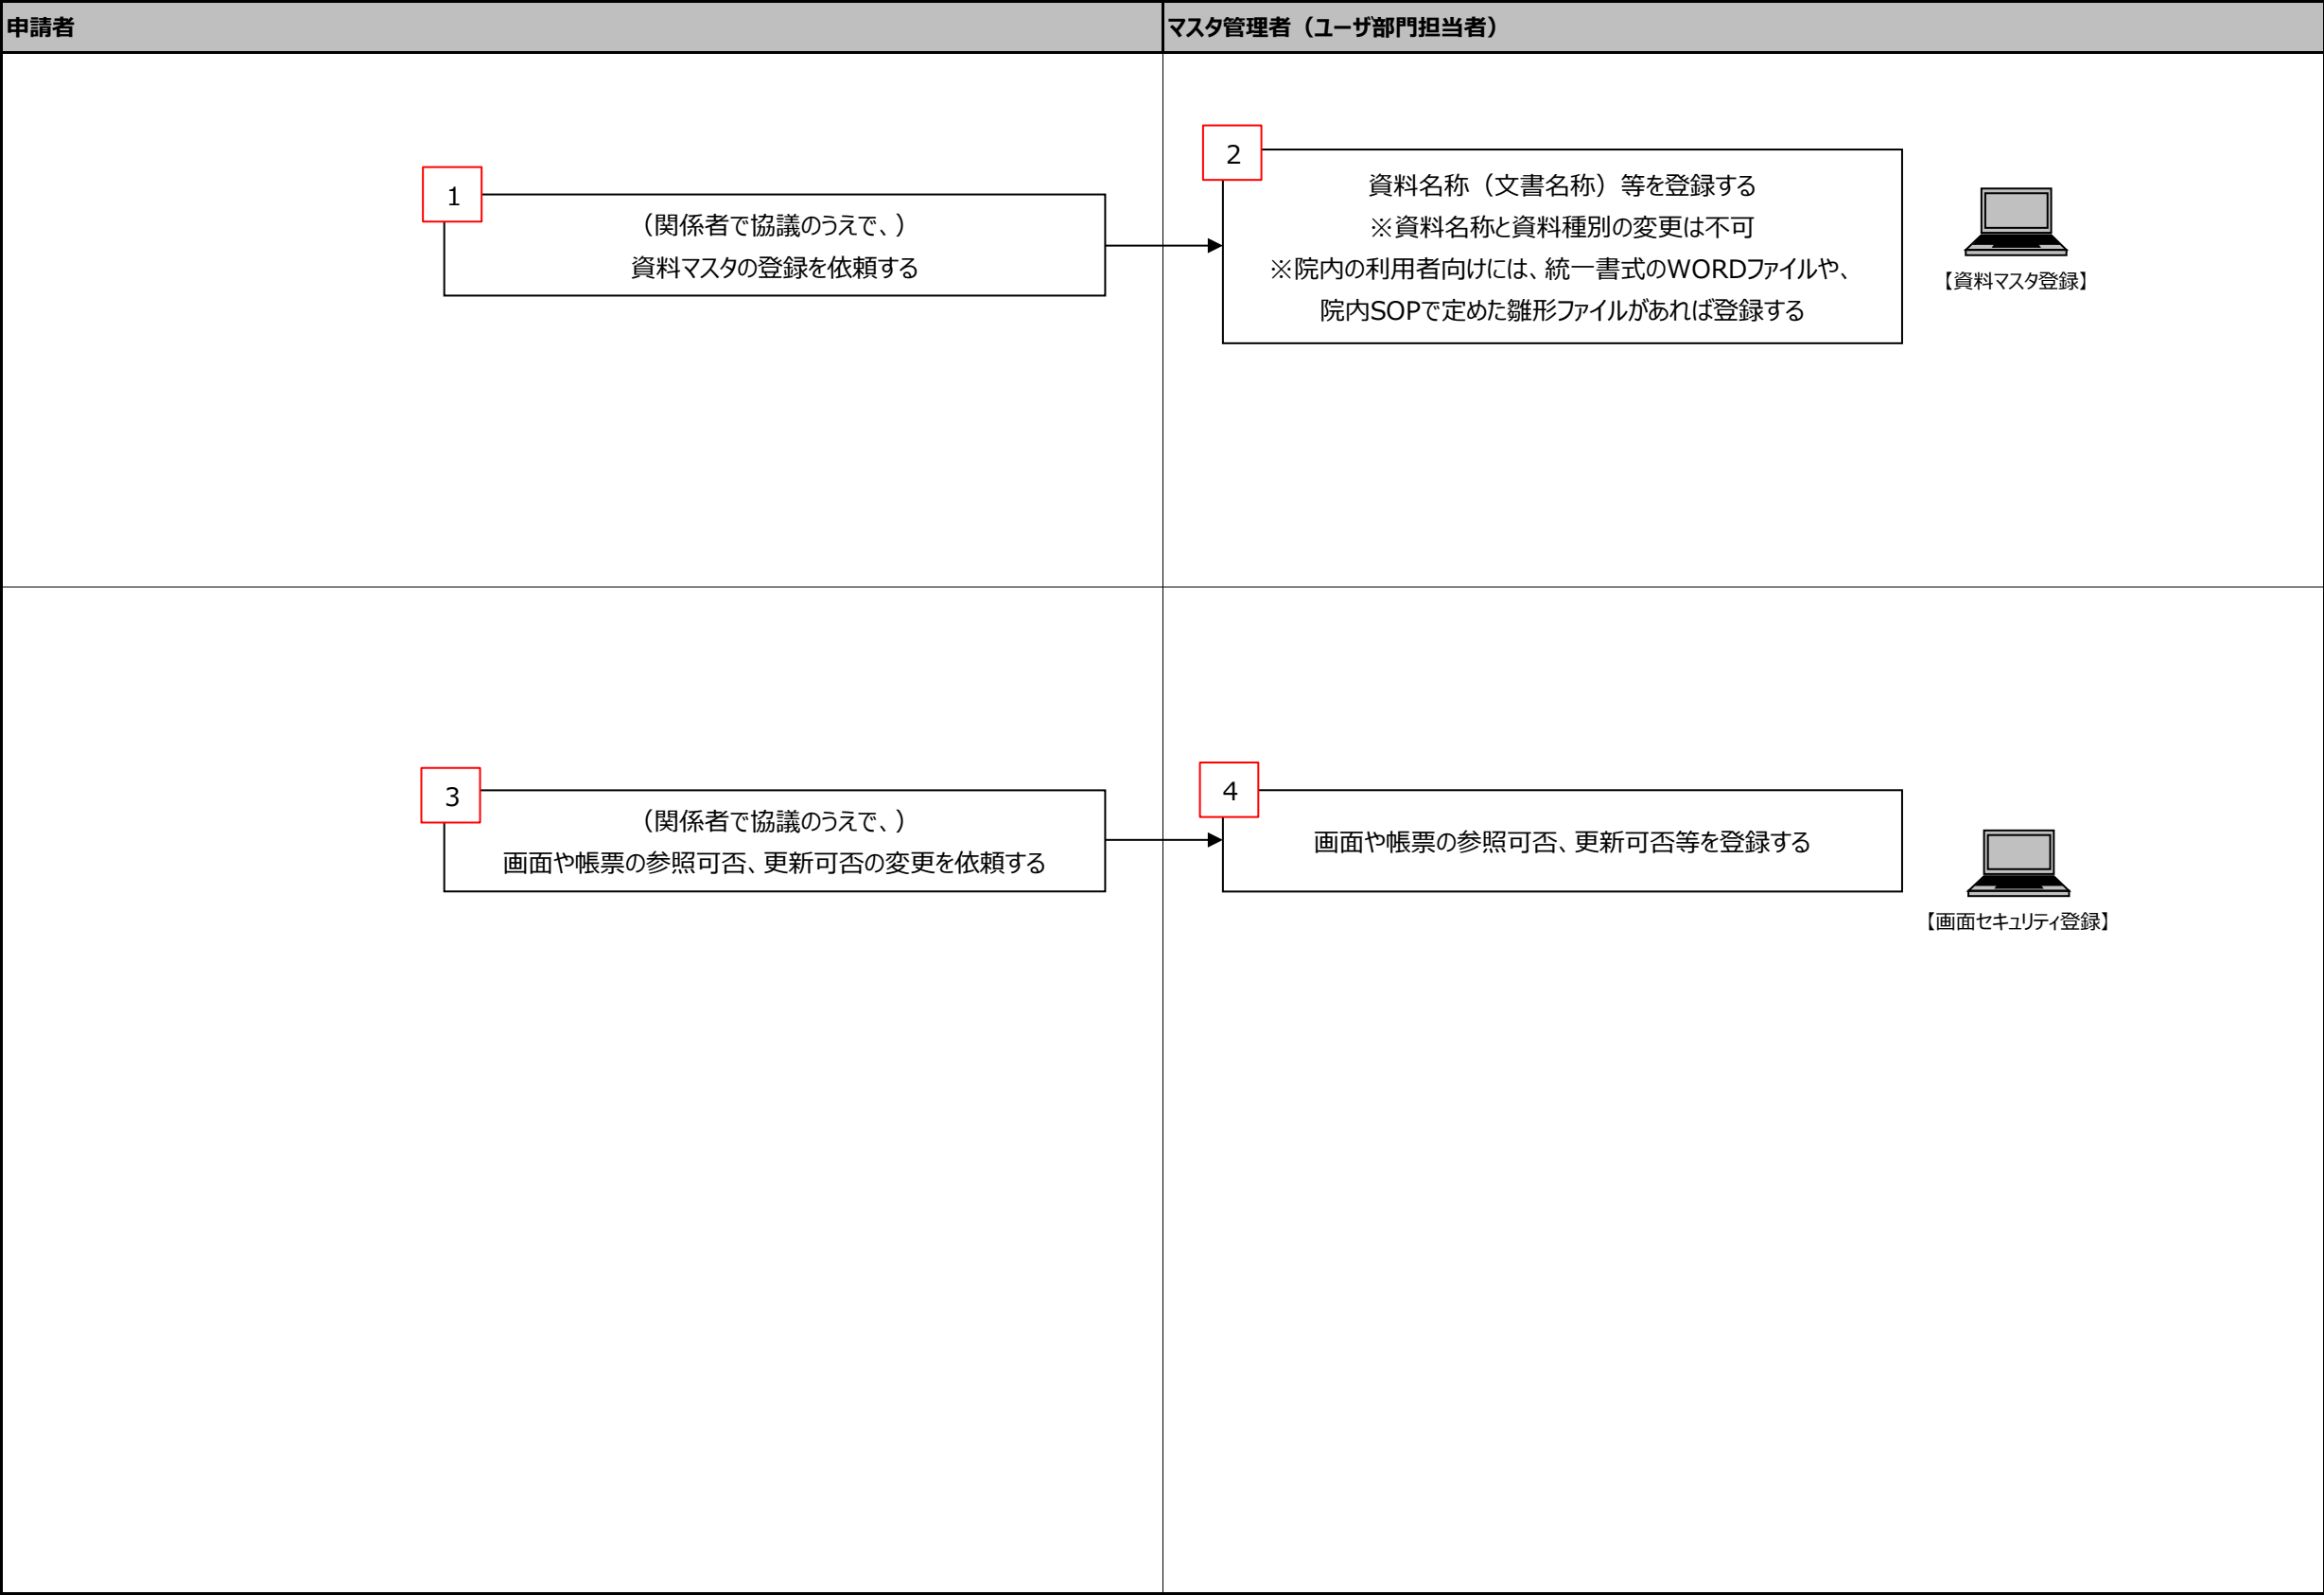 申請者
マスタ管理者（ユーザ部門担当者）
1
（関係者で協議のうえで、）
資料マスタの登録を依頼する
2
資料名称（文書名称）等を登録する
※資料名称と資料種別の変更は不可
※院内の利用者向けには、統一書式のWORDファイルや、
院内SOPで定めた雛形ファイルがあれば登録する
【資料マスタ登録】
3
（関係者で協議のうえで、）
画面や帳票の参照可否、更新可否の変更を依頼する
4
画面や帳票の参照可否、更新可否等を登録する
【画面セキュリティ登録】